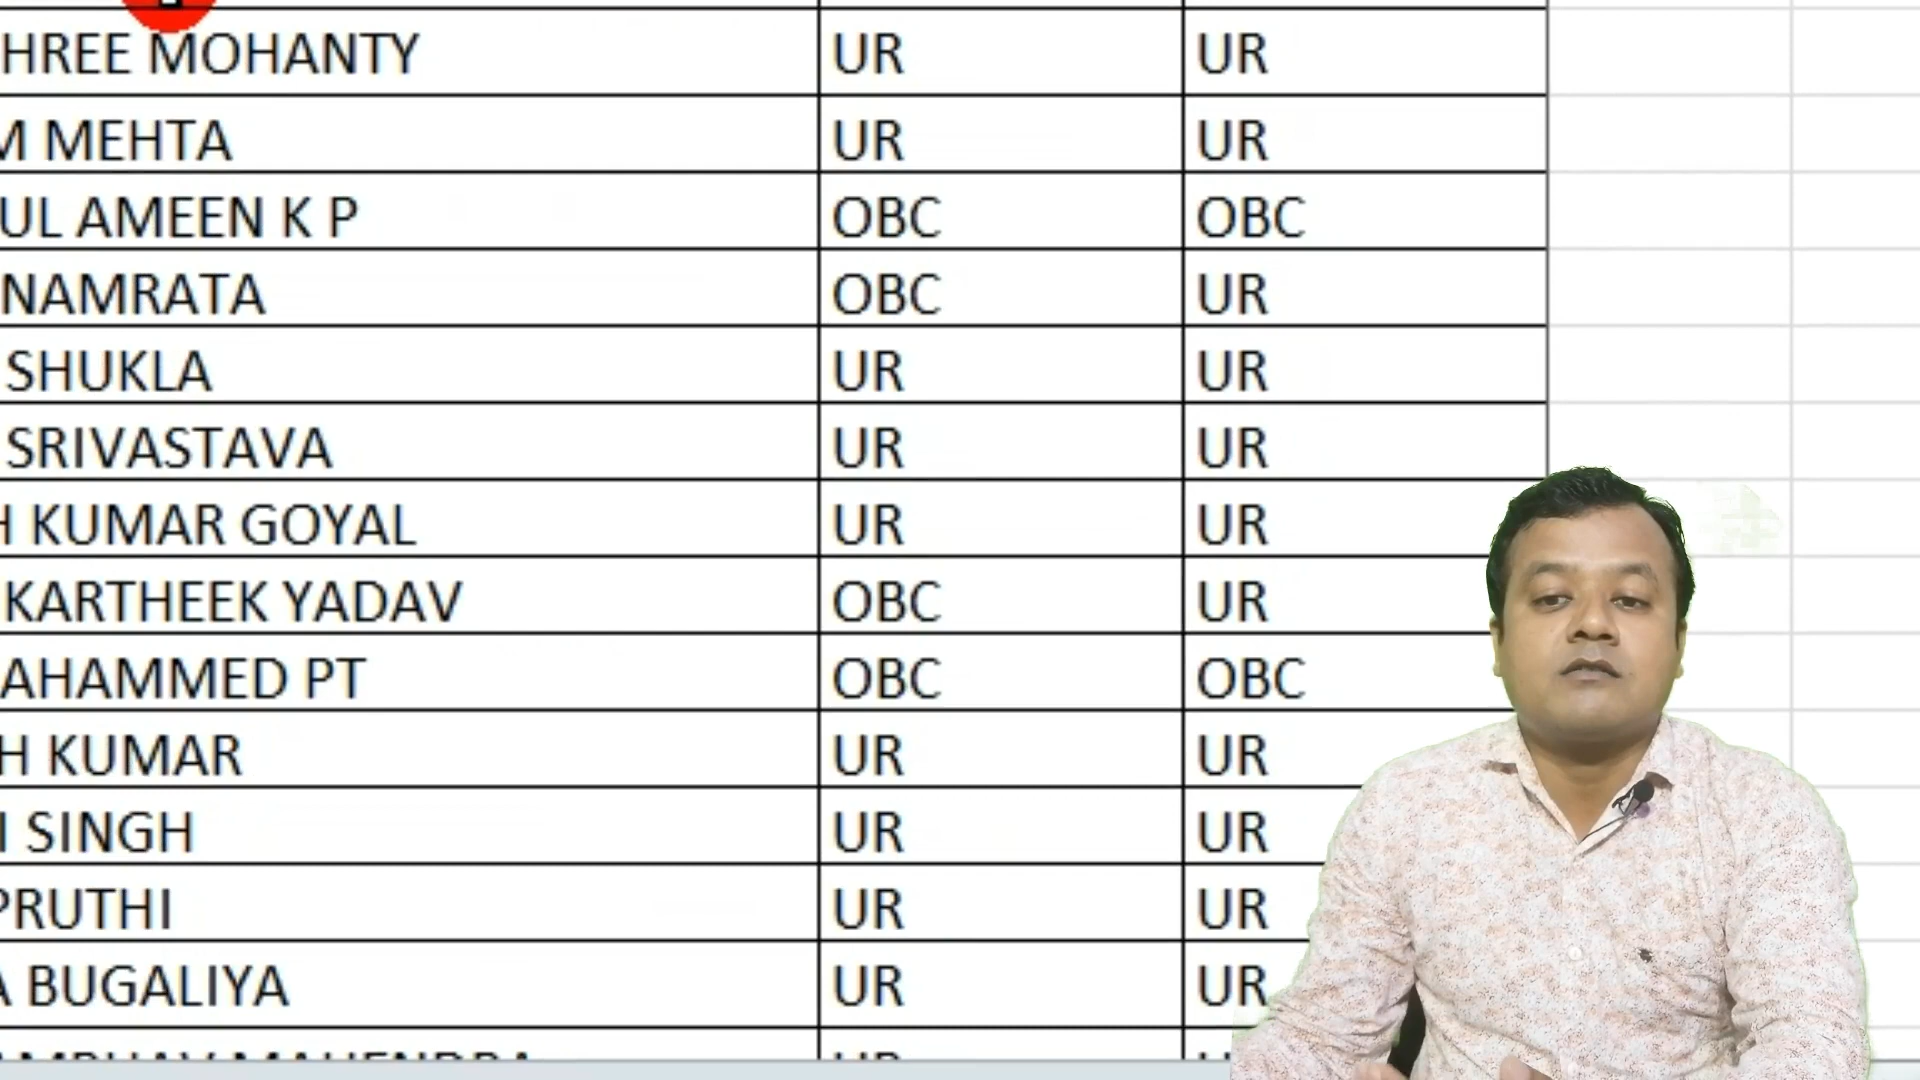 HREE MOHANTY UR UR
M MEHTA UR UR
UL AMEEN K P OBC OBC
NAMRATA OBC UR
SHUKLA UR UR
SRIVASTAVA UR UR
H KUMAR GOYAL UR UR
KARTHEEK YADAV OBC UR
AHAMMED PT OBC OBC
H KUMAR UR UR
I SINGH UR UR
PRUTHI UR UR
A BUGALIYA UR UR